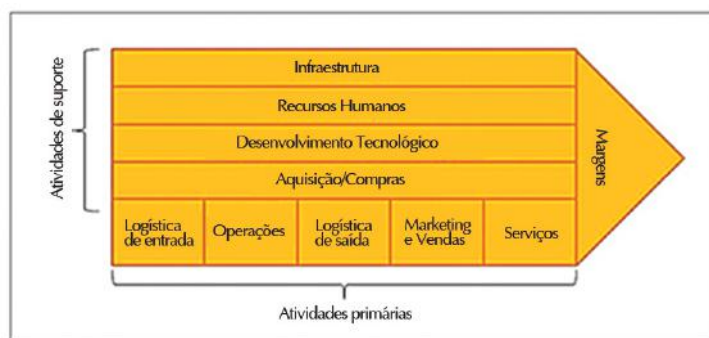 Atividades de suporte
Infraestrutura
Recursos Humanos
Desenvolvimento Tecnológico
Aquisição/Compras
Logística
de entrada
Operações
Logística
de saída
Marketing
e Vendas
Serviços
Margens
Atividades primárias